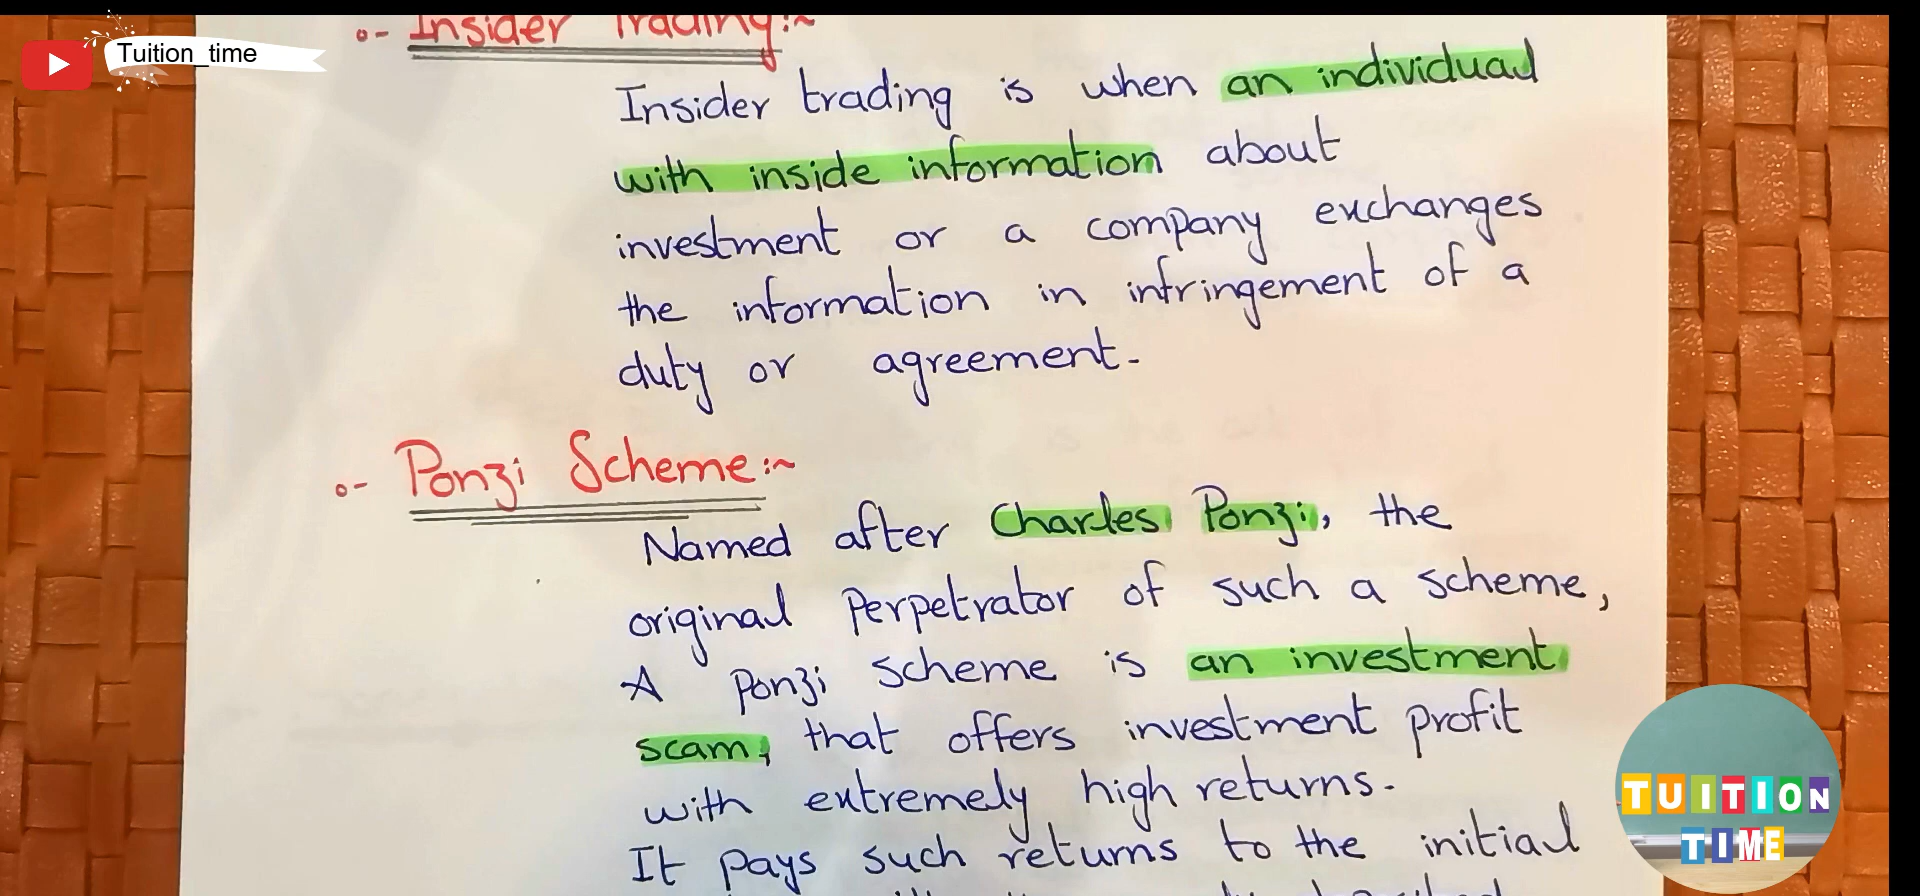 Tuition_time
o- Insider Trading:~
Insider trading is when an individual
with inside information about
investment or a company exchanges
the information in infringement of a
duty or agreement.
o- Ponzi Scheme:~
Named after Charles Ponzi, the
original Perpetrator of such a scheme,
A Ponzi scheme is an investment
scam, that offers investment profit
with extremely high returns.
It pays such returns to the initial
TUITION
TIME